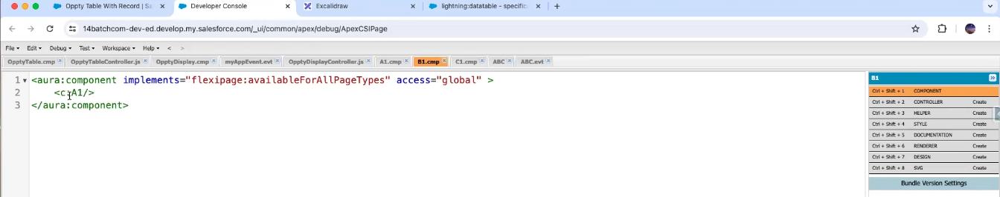 Oppty Table With Record | Sa
Developer Console
Excalidraw
lightning:datatable - specific
14batchcom-dev-ed.develop.my.salesforce.com/_ui/common/apex/debug/ApexCSIPage
File Edit Debug Test Workspace Help < >
OpptyTable.cmp OpptyTableController.js OpptyDisplay.cmp myAppEvent.evt OpptyDisplayController.js A1.cmp B1.cmp C1.cmp ABC ABC.evt
1 <aura:component implements="flexipage:availableForAllPageTypes" access="global" >
2 <c:A1/>
3 </aura:component>
B1
Ctrl + Shift + 1 COMPONENT
Ctrl + Shift + 2 CONTROLLER Create
Ctrl + Shift + 3 HELPER Create
Ctrl + Shift + 4 STYLE Create
Ctrl + Shift + 5 DOCUMENTATION Create
Ctrl + Shift + 6 RENDERER Create
Ctrl + Shift + 7 DESIGN Create
Ctrl + Shift + 8 SVG Create
Bundle Version Settings